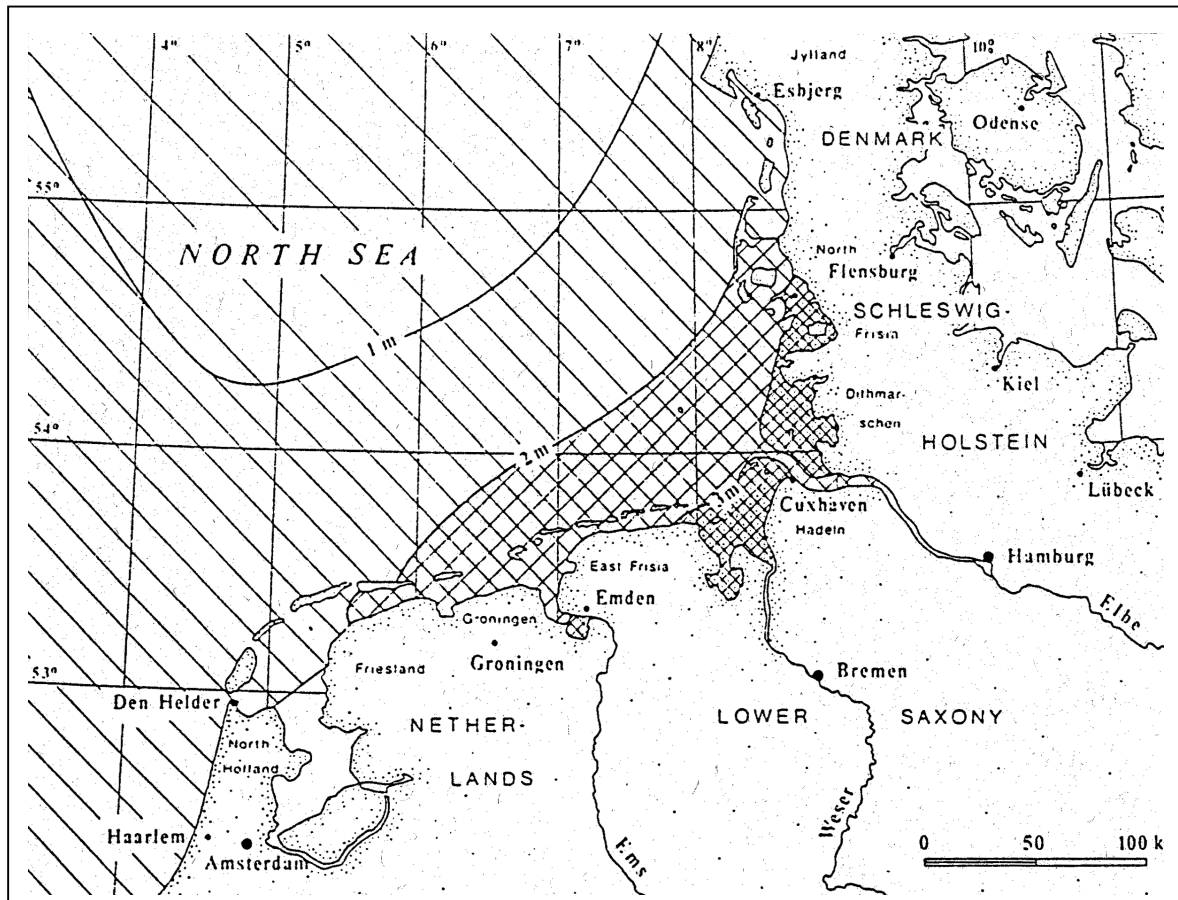 4° 5° 6° 7° 8° 10°
Jylland
Esbjerg
Odense
DENMARK
55°
NORTH SEA
North
Flensburg
SCHLESWIG-
Frisia
1 m
Kiel
Dithmar-
schen
54°
HOLSTEIN
2 m
Lübeck
3m
Cuxhaven
Hadeln
Hamburg
East Frisia
Emden
Elbe
Groningen
Groningen
53°
Friesland
Bremen
Den Helder
LOWER SAXONY
NETHER-
North
Holland
LANDS
Weser
Haarlem
Ems
Amsterdam
0 50 100 k